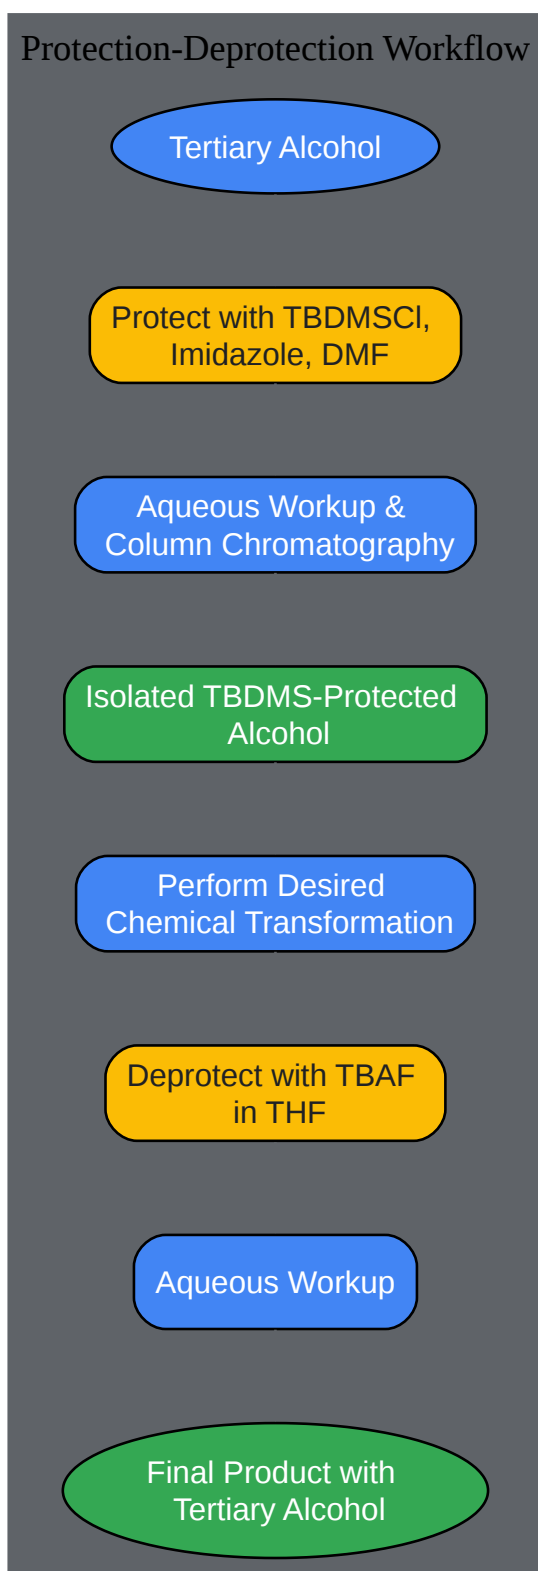 Protection-Deprotection Workflow
Tertiary Alcohol
Protect with TBDMSCl,
Imidazole, DMF
Aqueous Workup &
Column Chromatography
Isolated TBDMS-Protected
Alcohol
Perform Desired
Chemical Transformation
Deprotect with TBAF
in THF
Aqueous Workup
Final Product with
Tertiary Alcohol